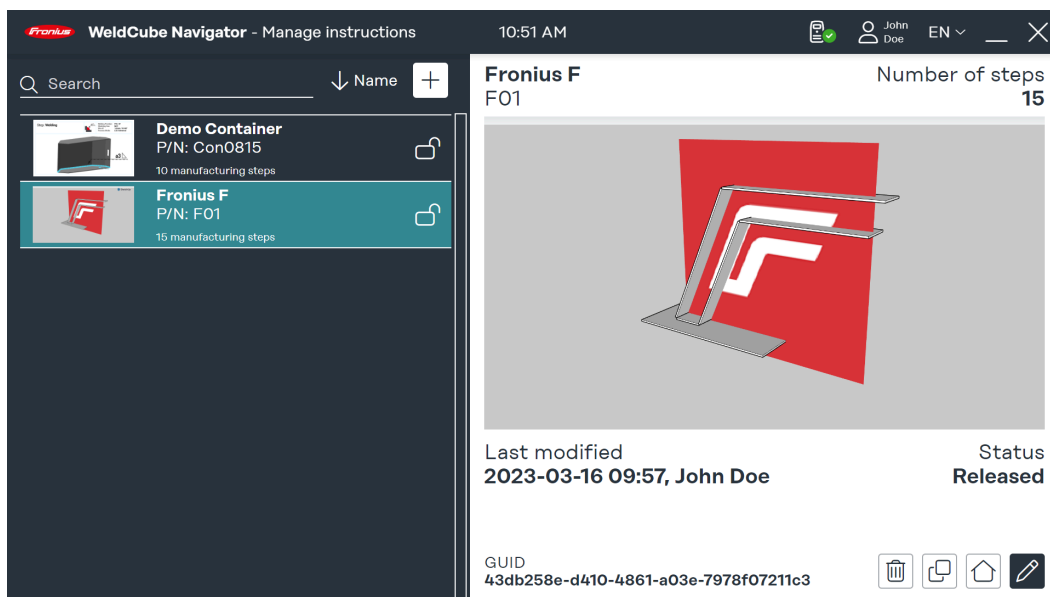 Fronius WeldCube Navigator - Manage instructions 10:51 AM John Doe EN
Search Name
Demo Container
P/N: Con0815
10 manufacturing steps
Fronius F
P/N: F01
15 manufacturing steps
Fronius F Number of steps
F01 15
Last modified Status
2023-03-16 09:57, John Doe Released
GUID
43db258e-d410-4861-a03e-7978f07211c3